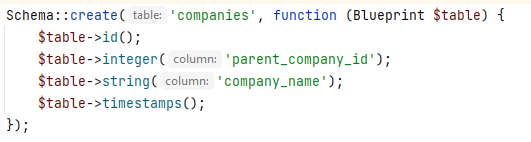 Schema::create( table: 'companies', function (Blueprint $table) {
    $table->id();
    $table->integer( column: 'parent_company_id');
    $table->string( column: 'company_name');
    $table->timestamps();
});